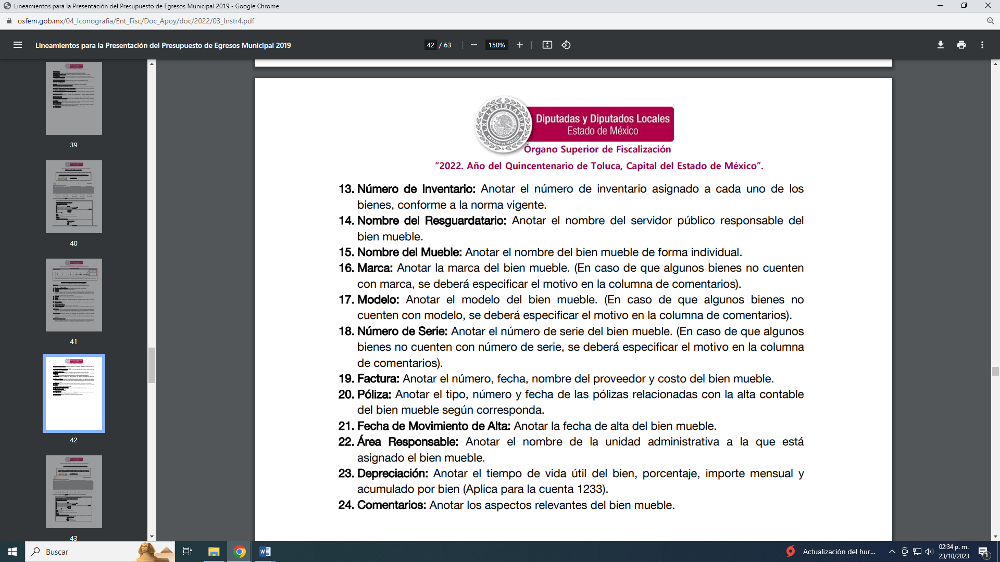 Lineamientos para la Presentación del Presupuesto de Egresos Municipal 2019 - Google Chrome
osfem.gob.mx/04_Iconografia/Ent_Fisc/Doc_Apoy/doc/2022/03_Instr4.pdf
Lineamientos para la Presentación del Presupuesto de Egresos Municipal 2019
42 / 63
150%
39
40
41
42
43
LXI LEGISLATURA
ESTADO DE MÉXICO
Diputadas y Diputados Locales
Estado de México
Órgano Superior de Fiscalización
“2022. Año del Quincentenario de Toluca, Capital del Estado de México”.
13. Número de Inventario: Anotar el número de inventario asignado a cada uno de los
bienes, conforme a la norma vigente.
14. Nombre del Resguardatario: Anotar el nombre del servidor público responsable del
bien mueble.
15. Nombre del Mueble: Anotar el nombre del bien mueble de forma individual.
16. Marca: Anotar la marca del bien mueble. (En caso de que algunos bienes no cuenten
con marca, se deberá especificar el motivo en la columna de comentarios).
17. Modelo: Anotar el modelo del bien mueble. (En caso de que algunos bienes no
cuenten con modelo, se deberá especificar el motivo en la columna de comentarios).
18. Número de Serie: Anotar el número de serie del bien mueble. (En caso de que algunos
bienes no cuenten con número de serie, se deberá especificar el motivo en la columna
de comentarios).
19. Factura: Anotar el número, fecha, nombre del proveedor y costo del bien mueble.
20. Póliza: Anotar el tipo, número y fecha de las pólizas relacionadas con la alta contable
del bien mueble según corresponda.
21. Fecha de Movimiento de Alta: Anotar la fecha de alta del bien mueble.
22. Área Responsable: Anotar el nombre de la unidad administrativa a la que está
asignado el bien mueble.
23. Depreciación: Anotar el tiempo de vida útil del bien, porcentaje, importe mensual y
acumulado por bien (Aplica para la cuenta 1233).
24. Comentarios: Anotar los aspectos relevantes del bien mueble.
Buscar
Actualización del hur...
02:34 p. m.
23/10/2023
1